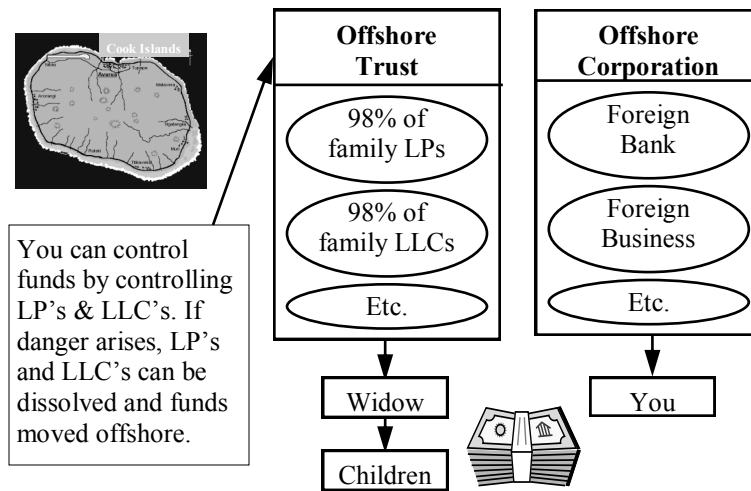 Cook Islands
Avarua
Arorangi
Offshore
Trust
98% of
family LPs
98% of
family LLCs
Etc.
Widow
Children
Offshore
Corporation
Foreign
Bank
Foreign
Business
Etc.
You
You can control
funds by controlling
LP's & LLC's. If
danger arises, LP's
and LLC's can be
dissolved and funds
moved offshore.